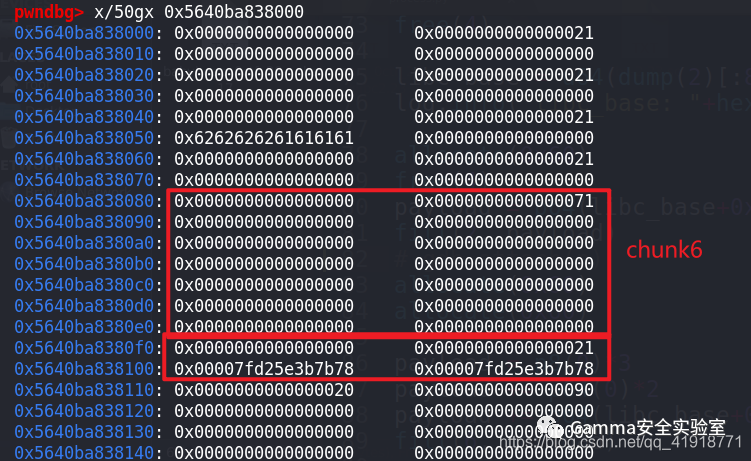 pwndbg> x/50gx 0x5640ba838000
0x5640ba838000: 0x0000000000000000 0x0000000000000021
0x5640ba838010: 0x0000000000000000 0x0000000000000000
0x5640ba838020: 0x0000000000000000 0x0000000000000021
0x5640ba838030: 0x0000000000000000 0x0000000000000000
0x5640ba838040: 0x0000000000000000 0x0000000000000021
0x5640ba838050: 0x6262626261616161 0x0000000000000000
0x5640ba838060: 0x0000000000000000 0x0000000000000021
0x5640ba838070: 0x0000000000000000 0x0000000000000000
0x5640ba838080: 0x0000000000000000 0x0000000000000071
0x5640ba838090: 0x0000000000000000 0x0000000000000000
0x5640ba8380a0: 0x0000000000000000 0x0000000000000000
0x5640ba8380b0: 0x0000000000000000 0x0000000000000000
0x5640ba8380c0: 0x0000000000000000 0x0000000000000000
chunk6
0x5640ba8380d0: 0x0000000000000000 0x0000000000000000
0x5640ba8380e0: 0x0000000000000000 0x0000000000000000
0x5640ba8380f0: 0x0000000000000000 0x0000000000000021
0x5640ba838100: 0x00007fd25e3b7b78 0x00007fd25e3b7b78
0x5640ba838110: 0x0000000000000020 0x0000000000000090
0x5640ba838120: 0x0000000000000000 0x0000000000000000
0x5640ba838130: 0x0000000000000000
0x5640ba838140: 0x0000000000000000
Gamma安全实验室
https://blog.csdn.net/qq_41918771